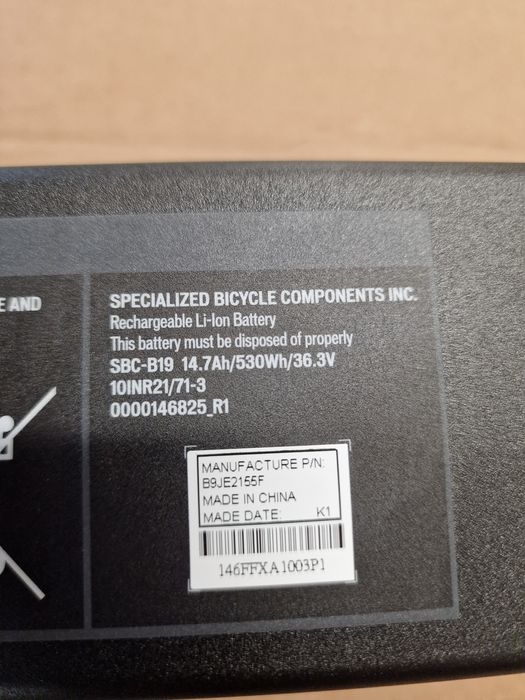 E AND
SPECIALIZED BICYCLE COMPONENTS INC.
Rechargeable Li-Ion Battery
This battery must be disposed of properly
SBC-B19 14.7Ah/530Wh/36.3V
10INR21/71-3
0000146825_R1
MANUFACTURE P/N:
B9JE2155F
MADE IN CHINA
MADE DATE: K1
146FFXA1003P1